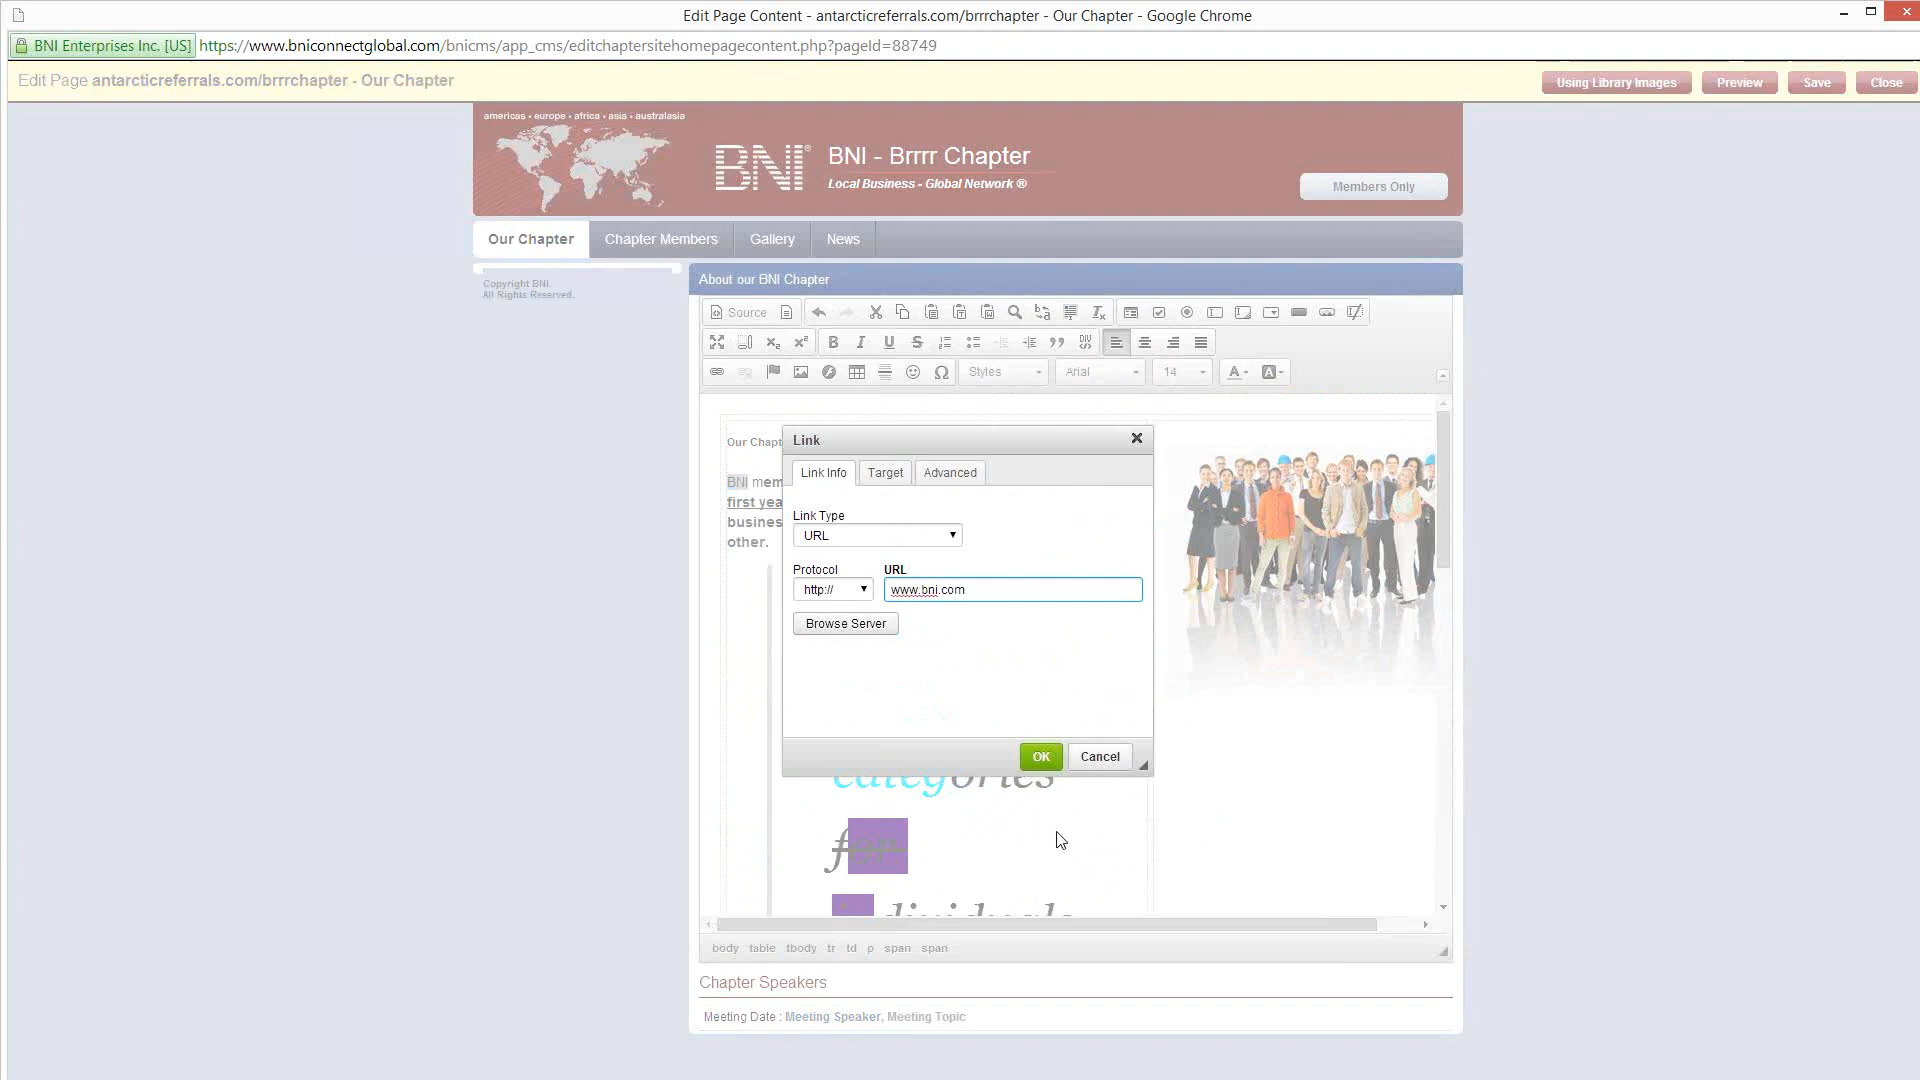 Edit Page Content - antarcticreferrals.com/brrrchapter - Our Chapter - Google Chrome
BNI Enterprises Inc. [US] https://www.bniconnectglobal.com/bnicms/app_cms/editchaptersitehomepagecontent.php?pageId=88749
Edit Page antarcticreferrals.com/brrrchapter - Our Chapter
Using Library Images Preview Save Close
americas • europe • africa • asia • australasia
BNI® BNI - Brrrr Chapter
Local Business - Global Network ®
Members Only
Our Chapter Chapter Members Gallery News
Copyright BNI.
All Rights Reserved.
About our BNI Chapter
Source
Styles Arial 14
Our Chapt
BNI mem
first yea
busines
other.
Link
Link Info Target Advanced
Link Type
URL
Protocol URL
http:// www.bni.com
Browse Server
OK Cancel
categories
for
individuals
body table tbody tr td p span span
Chapter Speakers
Meeting Date : Meeting Speaker, Meeting Topic